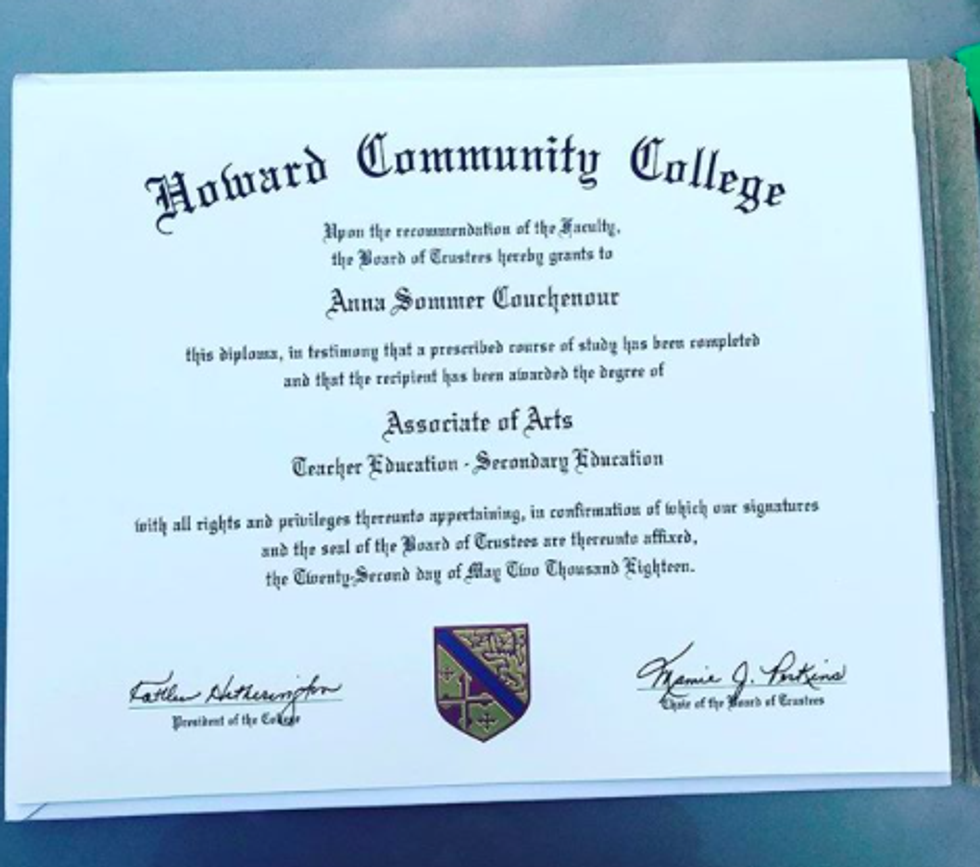 Howard Community College
Upon the recommendation of the Faculty,
the Board of Trustees hereby grants to
Anna Sommer Couchenour
this diploma, in testimony that a prescribed course of study has been completed
and that the recipient has been awarded the degree of
Associate of Arts
Teacher Education - Secondary Education
with all rights and privileges thereunto appertaining, in confirmation of which our signatures
and the seal of the Board of Trustees are thereunto affixed,
the Twenty-Second day of May Two Thousand Eighteen.
Kathleen Hetherington
Mamie J. Perkins
President of the College
Chair of the Board of Trustees